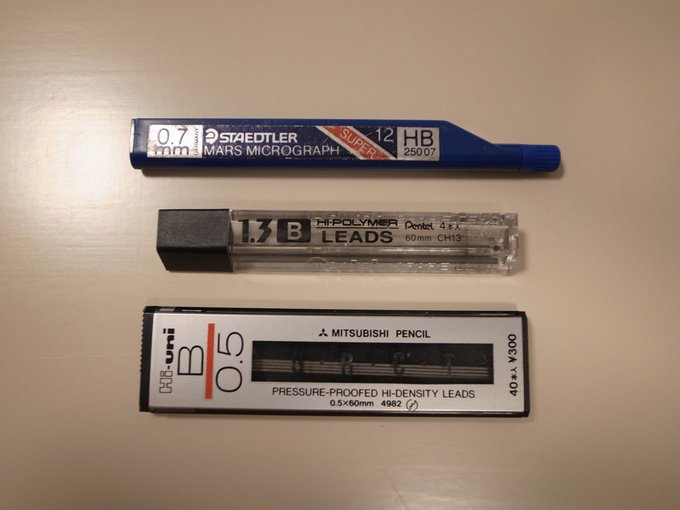 0.7 mm
GERMANY
STAEDTLER
MARS MICROGRAPH
SUPER
12
HB
25007
1.3 B
HI-POLYMER
LEADS
Pentel 4本入
60mm CH13
Hi-uni
B
0.5
MITSUBISHI PENCIL
PRESSURE-PROOFED HI-DENSITY LEADS
0.5×60mm 4982
40本入 ¥300